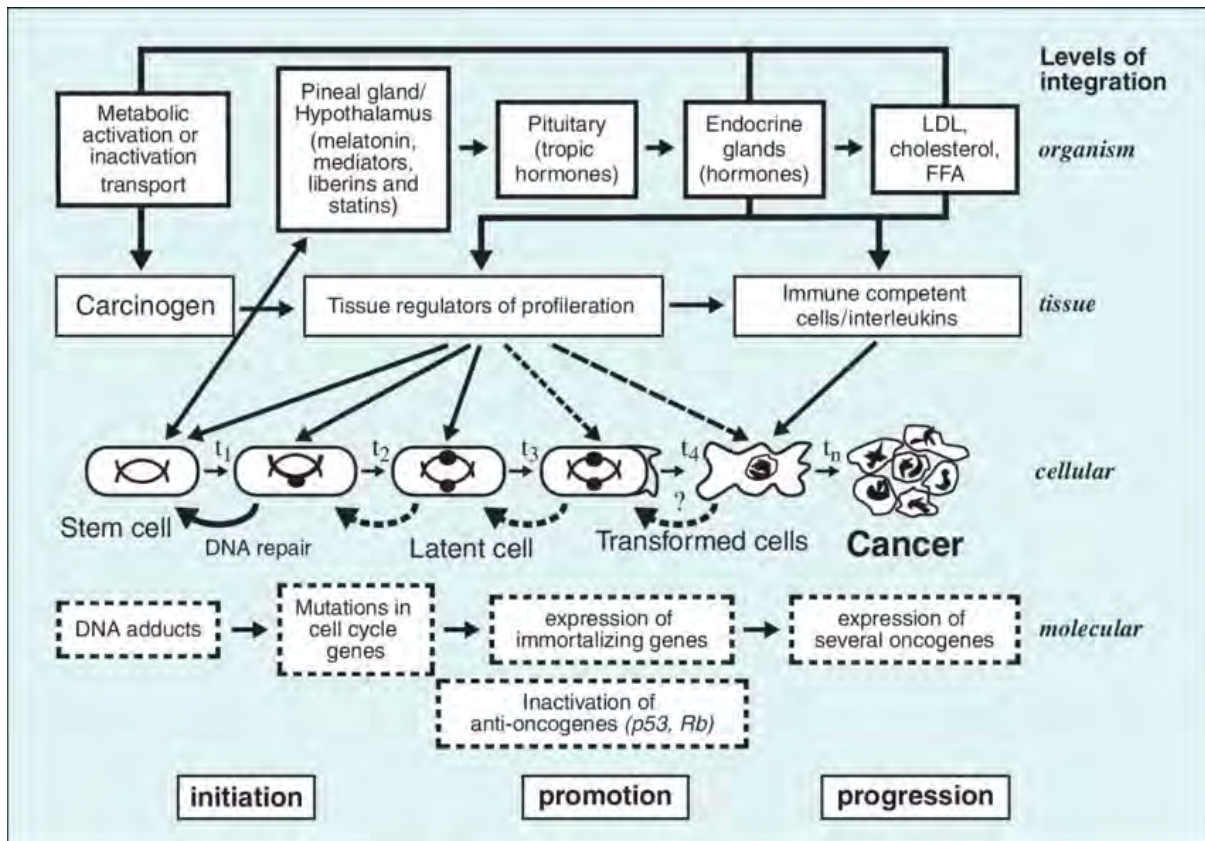 Levels of
integration
Metabolic
activation or
inactivation
transport
Pineal gland/
Hypothalamus
(melatonin,
mediators,
liberins and
statins)
Pituitary
(tropic
hormones)
Endocrine
glands
(hormones)
LDL,
cholesterol,
FFA
organism
Carcinogen
Tissue regulators of profileration
Immune competent
cells/interleukins
tissue
t1
t2
t3
t4
tn
?
cellular
Stem cell
DNA repair
Latent cell
Transformed cells
Cancer
DNA adducts
Mutations in
cell cycle
genes
expression of
immortalizing genes
expression of
several oncogenes
molecular
Inactivation of
anti-oncogenes (p53, Rb)
initiation
promotion
progression